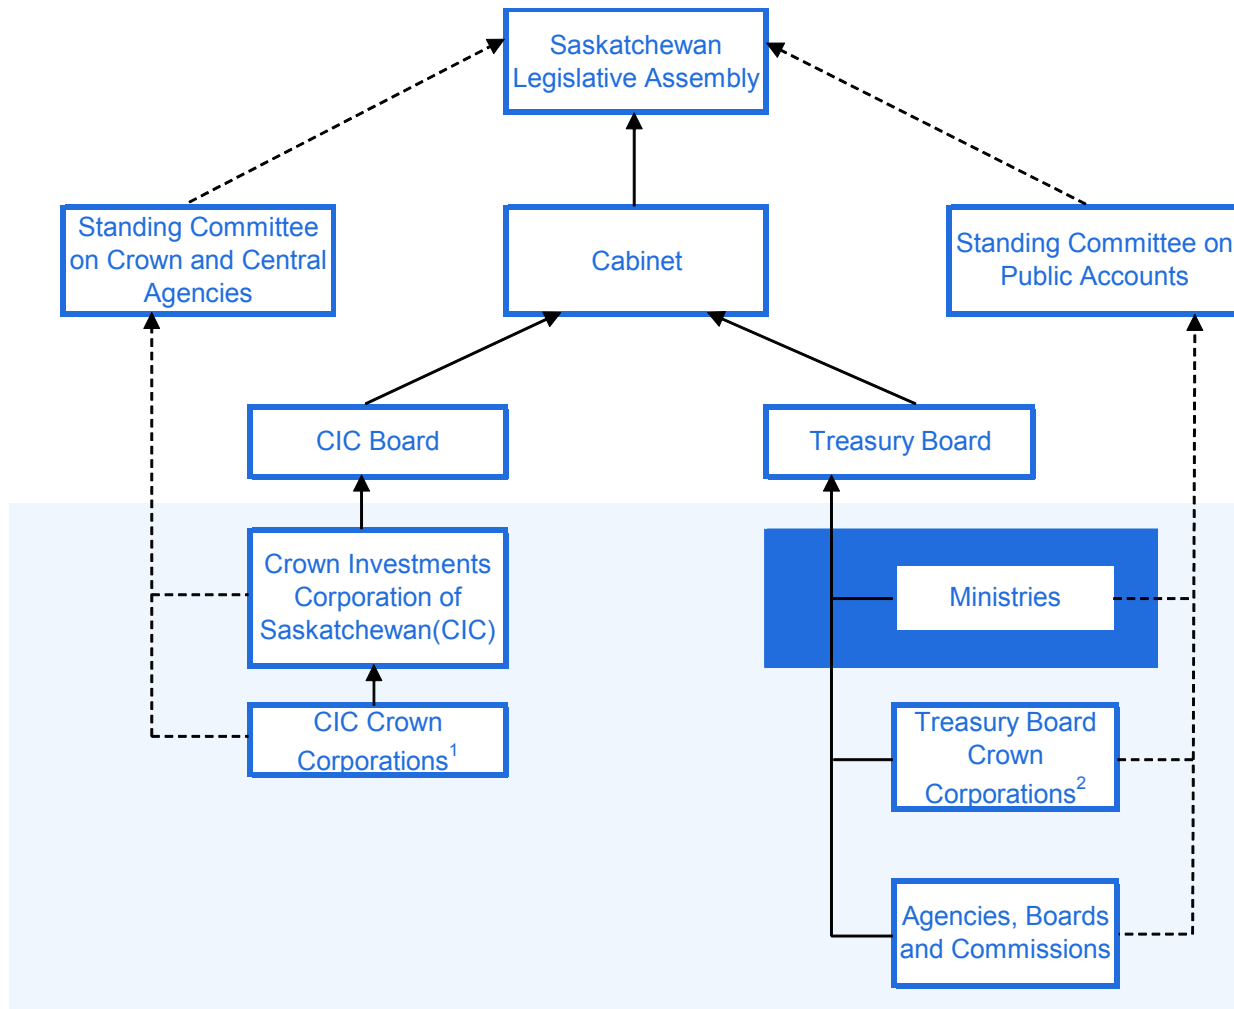 Saskatchewan
Legislative Assembly
Standing Committee
on Crown and Central
Agencies
Cabinet
Standing Committee on
Public Accounts
CIC Board
Treasury Board
Crown Investments
Corporation of
Saskatchewan(CIC)
Ministries
CIC Crown
Corporations1
Treasury Board
Crown
Corporations2
Agencies, Boards
and Commissions